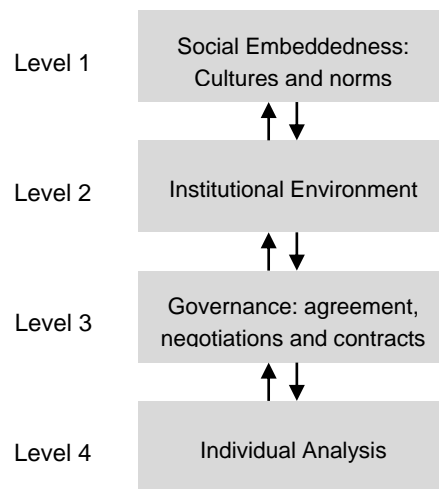 Level 1
Social Embeddedness:
Cultures and norms
Level 2
Institutional Environment
Level 3
Governance: agreement,
negotiations and contracts
Level 4
Individual Analysis